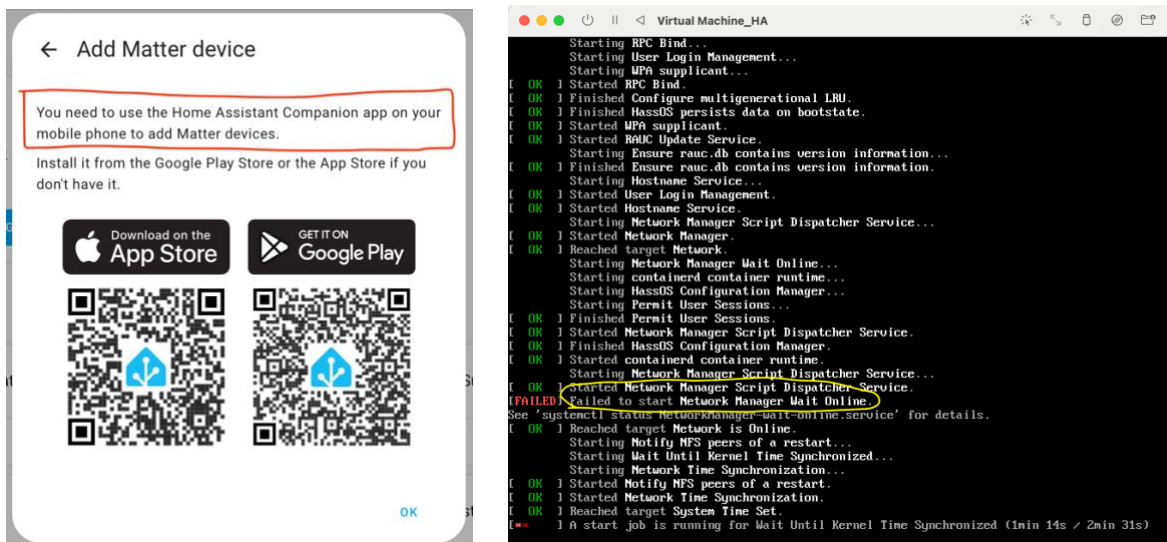 ← Add Matter device
You need to use the Home Assistant Companion app on your
mobile phone to add Matter devices.
Install it from the Google Play Store or the App Store if you
don't have it.
Download on the
App Store
GET IT ON
Google Play
OK
Virtual Machine_HA
Starting RPC Bind...
Starting User Login Management...
Starting WPA supplicant...
[ OK ] Started RPC Bind.
[ OK ] Finished Configure multigenerational LRU.
[ OK ] Finished HassOS persists data on bootstate.
[ OK ] Started WPA supplicant.
[ OK ] Started RAUC Update Service.
Starting Ensure rauc.db contains version information...
[ OK ] Finished Ensure rauc.db contains version information.
Starting Hostname Service...
[ OK ] Started User Login Management.
[ OK ] Started Hostname Service.
Starting Network Manager Script Dispatcher Service...
[ OK ] Started Network Manager.
[ OK ] Reached target Network.
Starting Network Manager Wait Online...
Starting containerd container runtime...
Starting HassOS Configuration Manager...
Starting Permit User Sessions...
[ OK ] Finished Permit User Sessions.
[ OK ] Started Network Manager Script Dispatcher Service.
[ OK ] Finished HassOS Configuration Manager.
[ OK ] Started containerd container runtime.
Starting Network Manager Script Dispatcher Service...
[ OK ] Started Network Manager Script Dispatcher Service.
[FAILED] Failed to start Network Manager Wait Online.
See 'systemctl status NetworkManager-wait-online.service' for details.
[ OK ] Reached target Network is Online.
Starting Notify NFS peers of a restart...
Starting Wait Until Kernel Time Synchronized...
Starting Network Time Synchronization...
[ OK ] Started Notify NFS peers of a restart.
[ OK ] Started Network Time Synchronization.
[ OK ] Reached target System Time Set.
[** ] A start job is running for Wait Until Kernel Time Synchronized (1min 14s / 2min 31s)